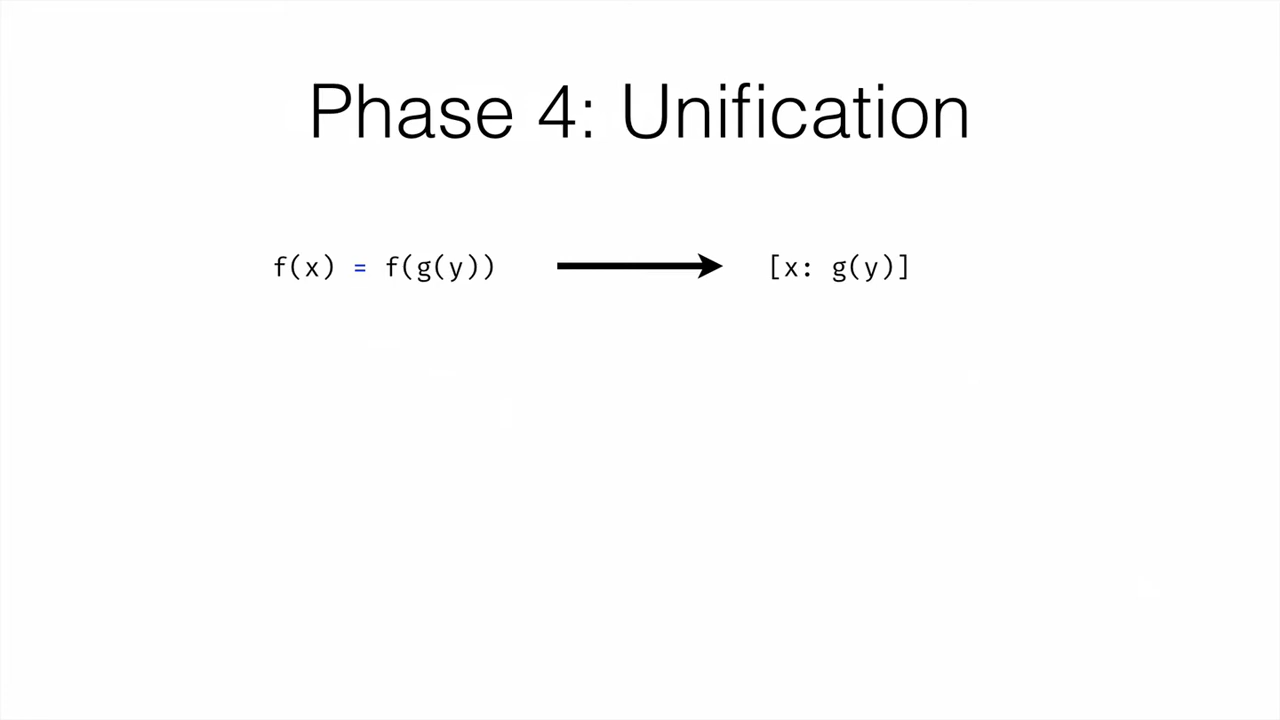 Phase 4: Unification
f(x) = f(g(y)) [x: g(y)]